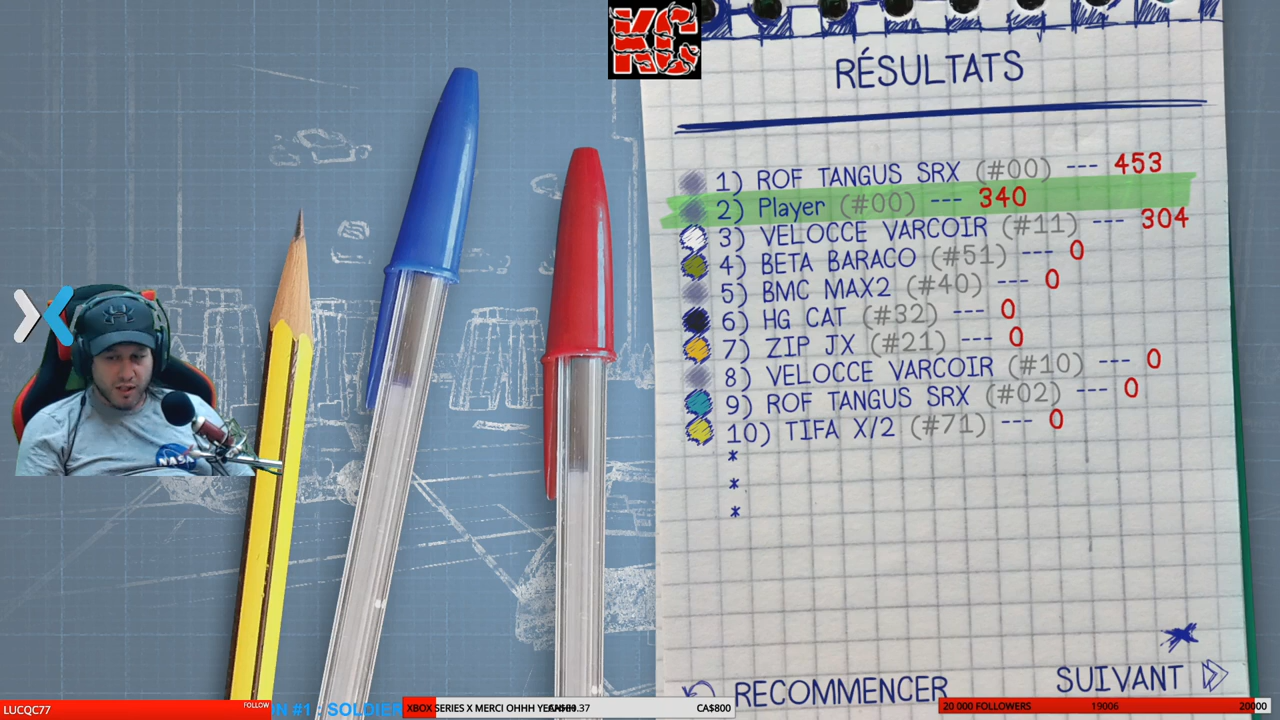 KC
RÉSULTATS
1) ROF TANGUS SRX (#00) --- 453
2) Player (#00) --- 340
3) VELOCCE VARCOIR (#11) --- 304
4) BETA BARACO (#51) --- 0
5) BMC MAX2 (#40) --- 0
6) HG CAT (#32) --- 0
7) ZIP JX (#21) --- 0
8) VELOCCE VARCOIR (#10) --- 0
9) ROF TANGUS SRX (#02) --- 0
10) TIFA X/2 (#71) --- 0
*
*
*
RECOMMENCER
SUIVANT
NASA
LUCQC77
FOLLOW
N #1 : SOLDIER
XBOX SERIES X MERCI OHHH
CA$800
20 000 FOLLOWERS
19006
20000